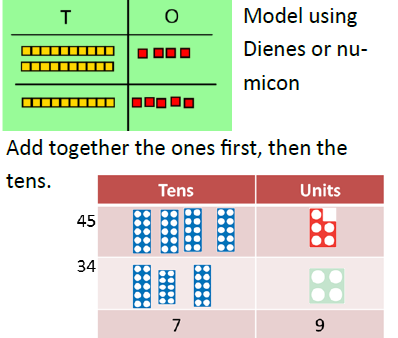 T O
Model using
Dienes or nu-
micon
Add together the ones first, then the
tens.
Tens Units
45
34
7 9